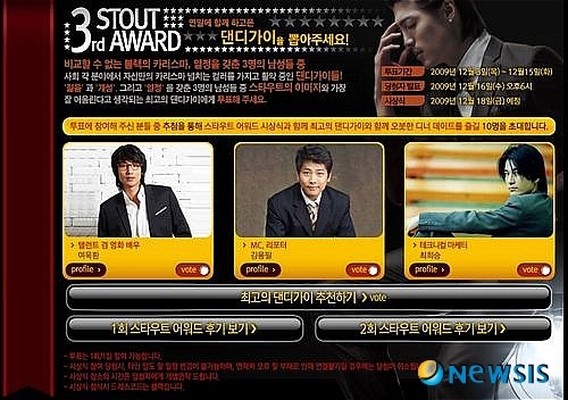 3rd STOUT AWARD
연말에 함께 하고픈
댄디가이를 뽑아주세요!
비교할 수 없는 블랙의 카리스마, 열정을 갖춘 3명의 남성들 중
사회 각 분야에서 자신만의 카리스마 넘치는 컬러를 가지고 활약 중인 댄디가이들!
'젊음'과 '개성', 그리고 '열정'을 갖춘 3명의 남성들 중 스타우트의 이미지와 가장
잘 어울린다고 생각되는 최고의 댄디가이에게 투표해 주세요.
투표기간 2009년 12월 3일(목) ~ 12월15일(화)
당첨자 발표 2009년 12월 16일(수) 오후6시
시상식 2009년 12월 18일(금) 예정
투표에 참여해 주신 분들 중 추첨을 통해 스타우트 어워드 시상식과 함께 최고의 댄디가이와 함께 오붓한 디너 데이트를 즐길 10명을 초대합니다.
탤런트 겸 영화 배우
여욱환
profile vote
MC, 리포터
김용필
profile vote
테크니컬 마케터
최희승
profile vote
최고의 댄디가이 추천하기 vote
1회 스타우트 어워드 후기 보기
2회 스타우트 어워드 후기 보기
- 투표는 1회/1일 참여 가능합니다.
NEWSIS